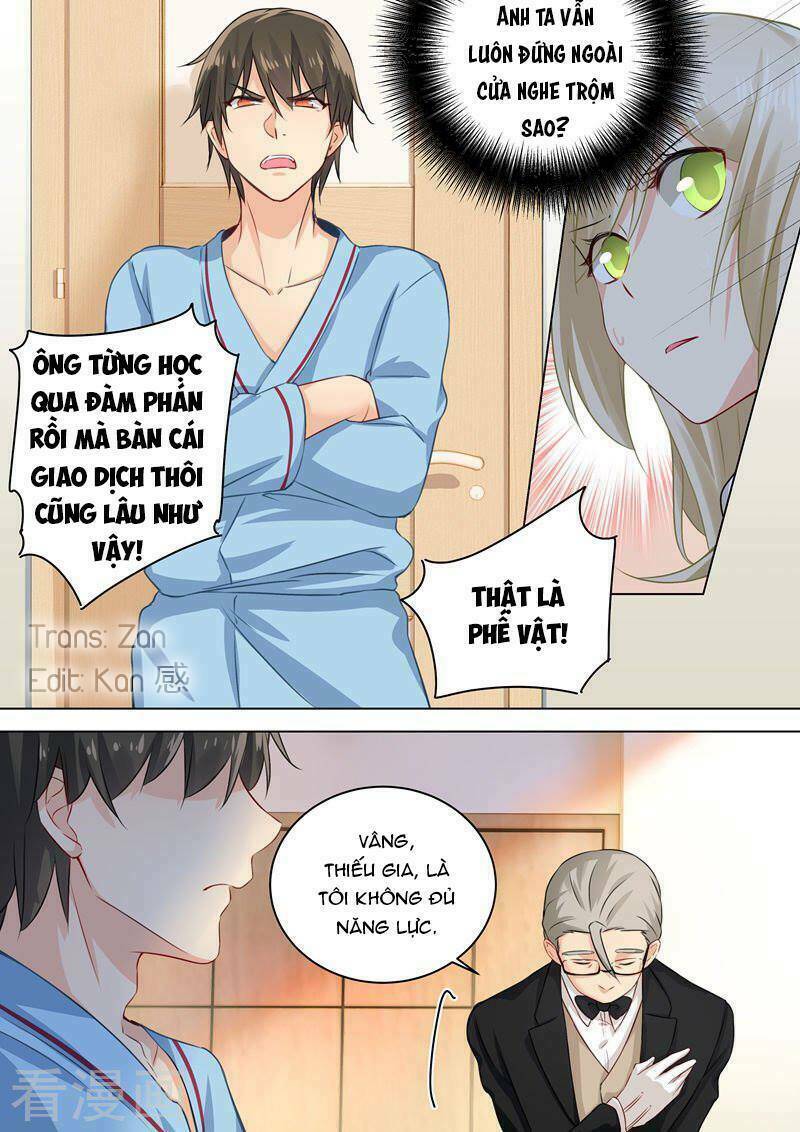 ANH TA VẪN
LUÔN ĐỨNG NGOÀI
CỬA NGHE TRỘM
SAO?
ÔNG TỪNG HỌC
QUA ĐÀM PHÁN
RỒI MÀ BÀN CÁI
GIAO DỊCH THÔI
CŨNG LÂU NHƯ
VẬY!
THẬT LÀ
PHẾ VẬT!
Trans: Zan
Edit: Kan 感
VÂNG,
THIẾU GIA, LÀ
TÔI KHÔNG ĐỦ
NĂNG LỰC.
看漫画